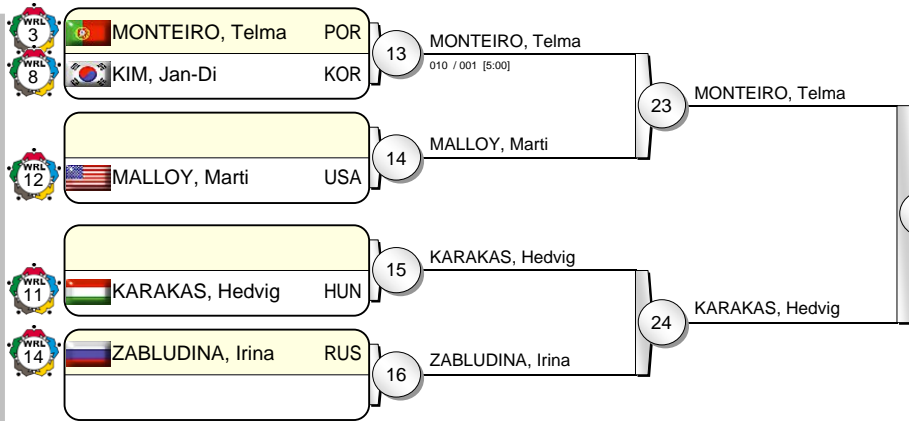 WRL
3
MONTEIRO, Telma POR
WRL
8
KIM, Jan-Di KOR
13
MONTEIRO, Telma
010 / 001 [5:00]
WRL
12
MALLOY, Marti USA
14
MALLOY, Marti
23
MONTEIRO, Telma
WRL
11
KARAKAS, Hedvig HUN
15
KARAKAS, Hedvig
WRL
14
ZABLUDINA, Irina RUS
16
ZABLUDINA, Irina
24
KARAKAS, Hedvig